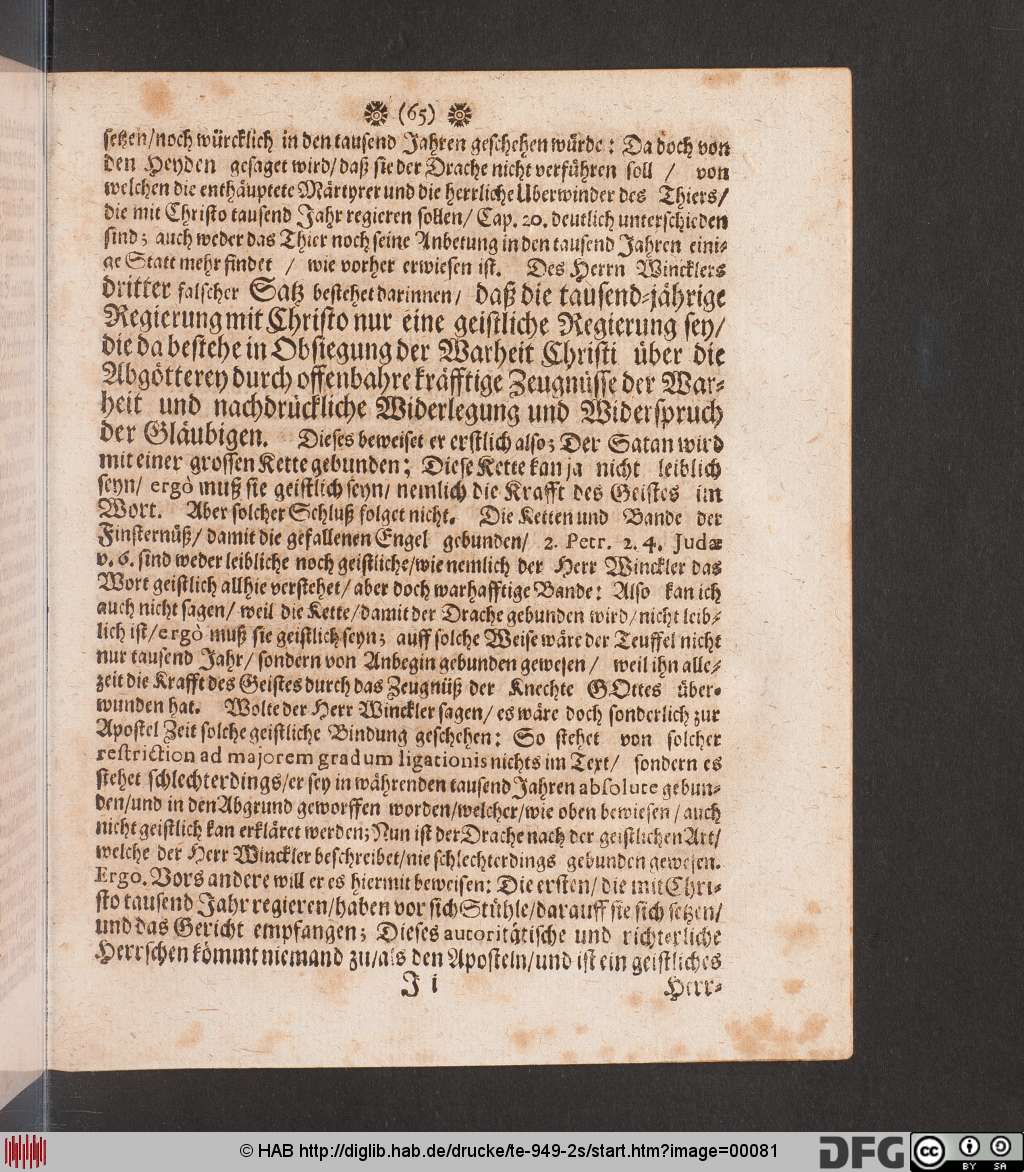 (65)
setzen/noch würcklich in den tausend Jahren geschehen würde: Da doch von
den Heyden gesaget wird/daß sie der Drache nicht verführen soll / von
welchen die enthäuptete Märtyrer und die herrliche Uberwinder des Thiers/
die mit Christo tausend Jahr regieren sollen/ Cap. 20. deutlich unterschieden
sind; auch weder das Thier noch seine Anbetung in den tausend Jahren eini-
ge Statt mehr findet / wie vorher erwiesen ist. Des Herrn Wincklers
dritter falscher Satz bestehet darinnen/ daß die tausend-jährige
Regierung mit Christo nur eine geistliche Regierung sey/
die da bestehe in Obsiegung der Warheit Christi über die
Abgötterey durch offenbahre kräfftige Zeugnüsse der War-
heit und nachdrückliche Widerlegung und Widerspruch
der Gläubigen. Dieses beweiset er erstlich also; Der Satan wird
mit einer grossen Kette gebunden; Diese Kette kan ja nicht leiblich
seyn/ ergò muß sie geistlich seyn/ nemlich die Krafft des Geistes im
Wort. Aber solcher Schluß folget nicht. Die Ketten und Bande der
Finsternüß/ damit die gefallenen Engel gebunden/ 2. Petr. 2. 4. Judæ
v. 6. sind weder leibliche noch geistliche/wie nemlich der Herr Winckler das
Wort geistlich allhie verstehet/ aber doch warhafftige Bande: Also kan ich
auch nicht sagen/ weil die Kette/damit der Drache gebunden wird/nicht leib-
lich ist/ergò muß sie geistlich seyn; auff solche Weise wäre der Teuffel nicht
nur tausend Jahr/ sondern von Anbegin gebunden gewesen/ weil ihn alle-
zeit die Krafft des Geistes durch das Zeugnüß der Knechte GOttes über-
wunden hat. Wolte der Herr Winckler sagen/ es wäre doch sonderlich zur
Apostel Zeit solche geistliche Bindung geschehen: So stehet von solcher
restriction ad majorem gradum ligationis nichts im Text/ sondern es
stehet schlechterdings/er sey in währenden tausend Jahren absolute gebun-
den/und in den Abgrund geworffen worden/welcher/wie oben bewiesen/auch
nicht geistlich kan erkläret werden; Nun ist der Drache nach der geistlichen Art/
welche der Herr Winckler beschreibet/nie schlechterdings gebunden gewesen.
Ergo. Vors andere will er es hiermit beweisen: Die ersten/ die mit Chri-
sto tausend Jahr regieren/haben vor sich Stühle/darauff sie sich setzen/
und das Gericht empfangen; Dieses autoritätische und richterliche
Herrschen kömmt niemand zu/als den Aposteln/und ist ein geistliches
J i Herr-
© HAB http://diglib.hab.de/drucke/te-949-2s/start.htm?image=00081
DFG
cc BY SA